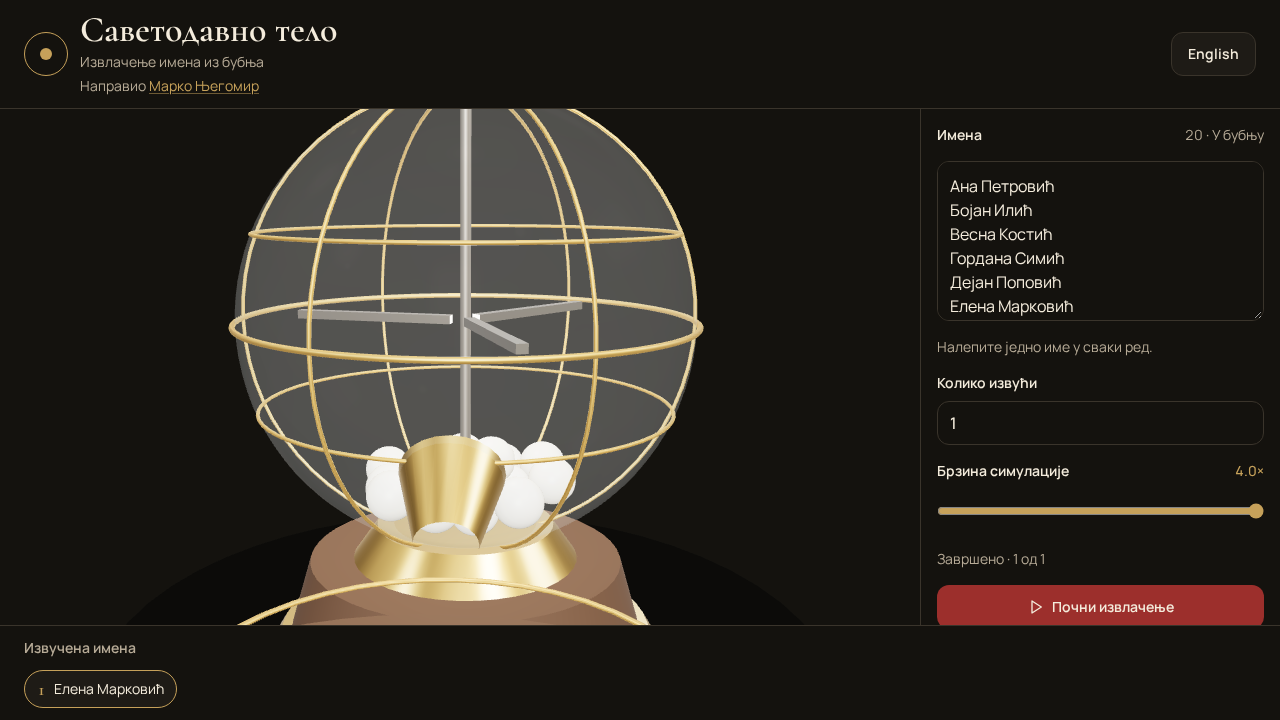 Саветодавно тело
Извлачење имена из бубња
Направио Марко Његомир
English
Имена
20 · У бубњу
Ана Петровић
Бојан Илић
Весна Костић
Гордана Симић
Дејан Поповић
Елена Марковић
Налепите једно име у сваки ред.
Колико извући
1
Брзина симулације
4.0×
Завршено · 1 од 1
Почни извлачење
Извучена имена
1 Елена Марковић